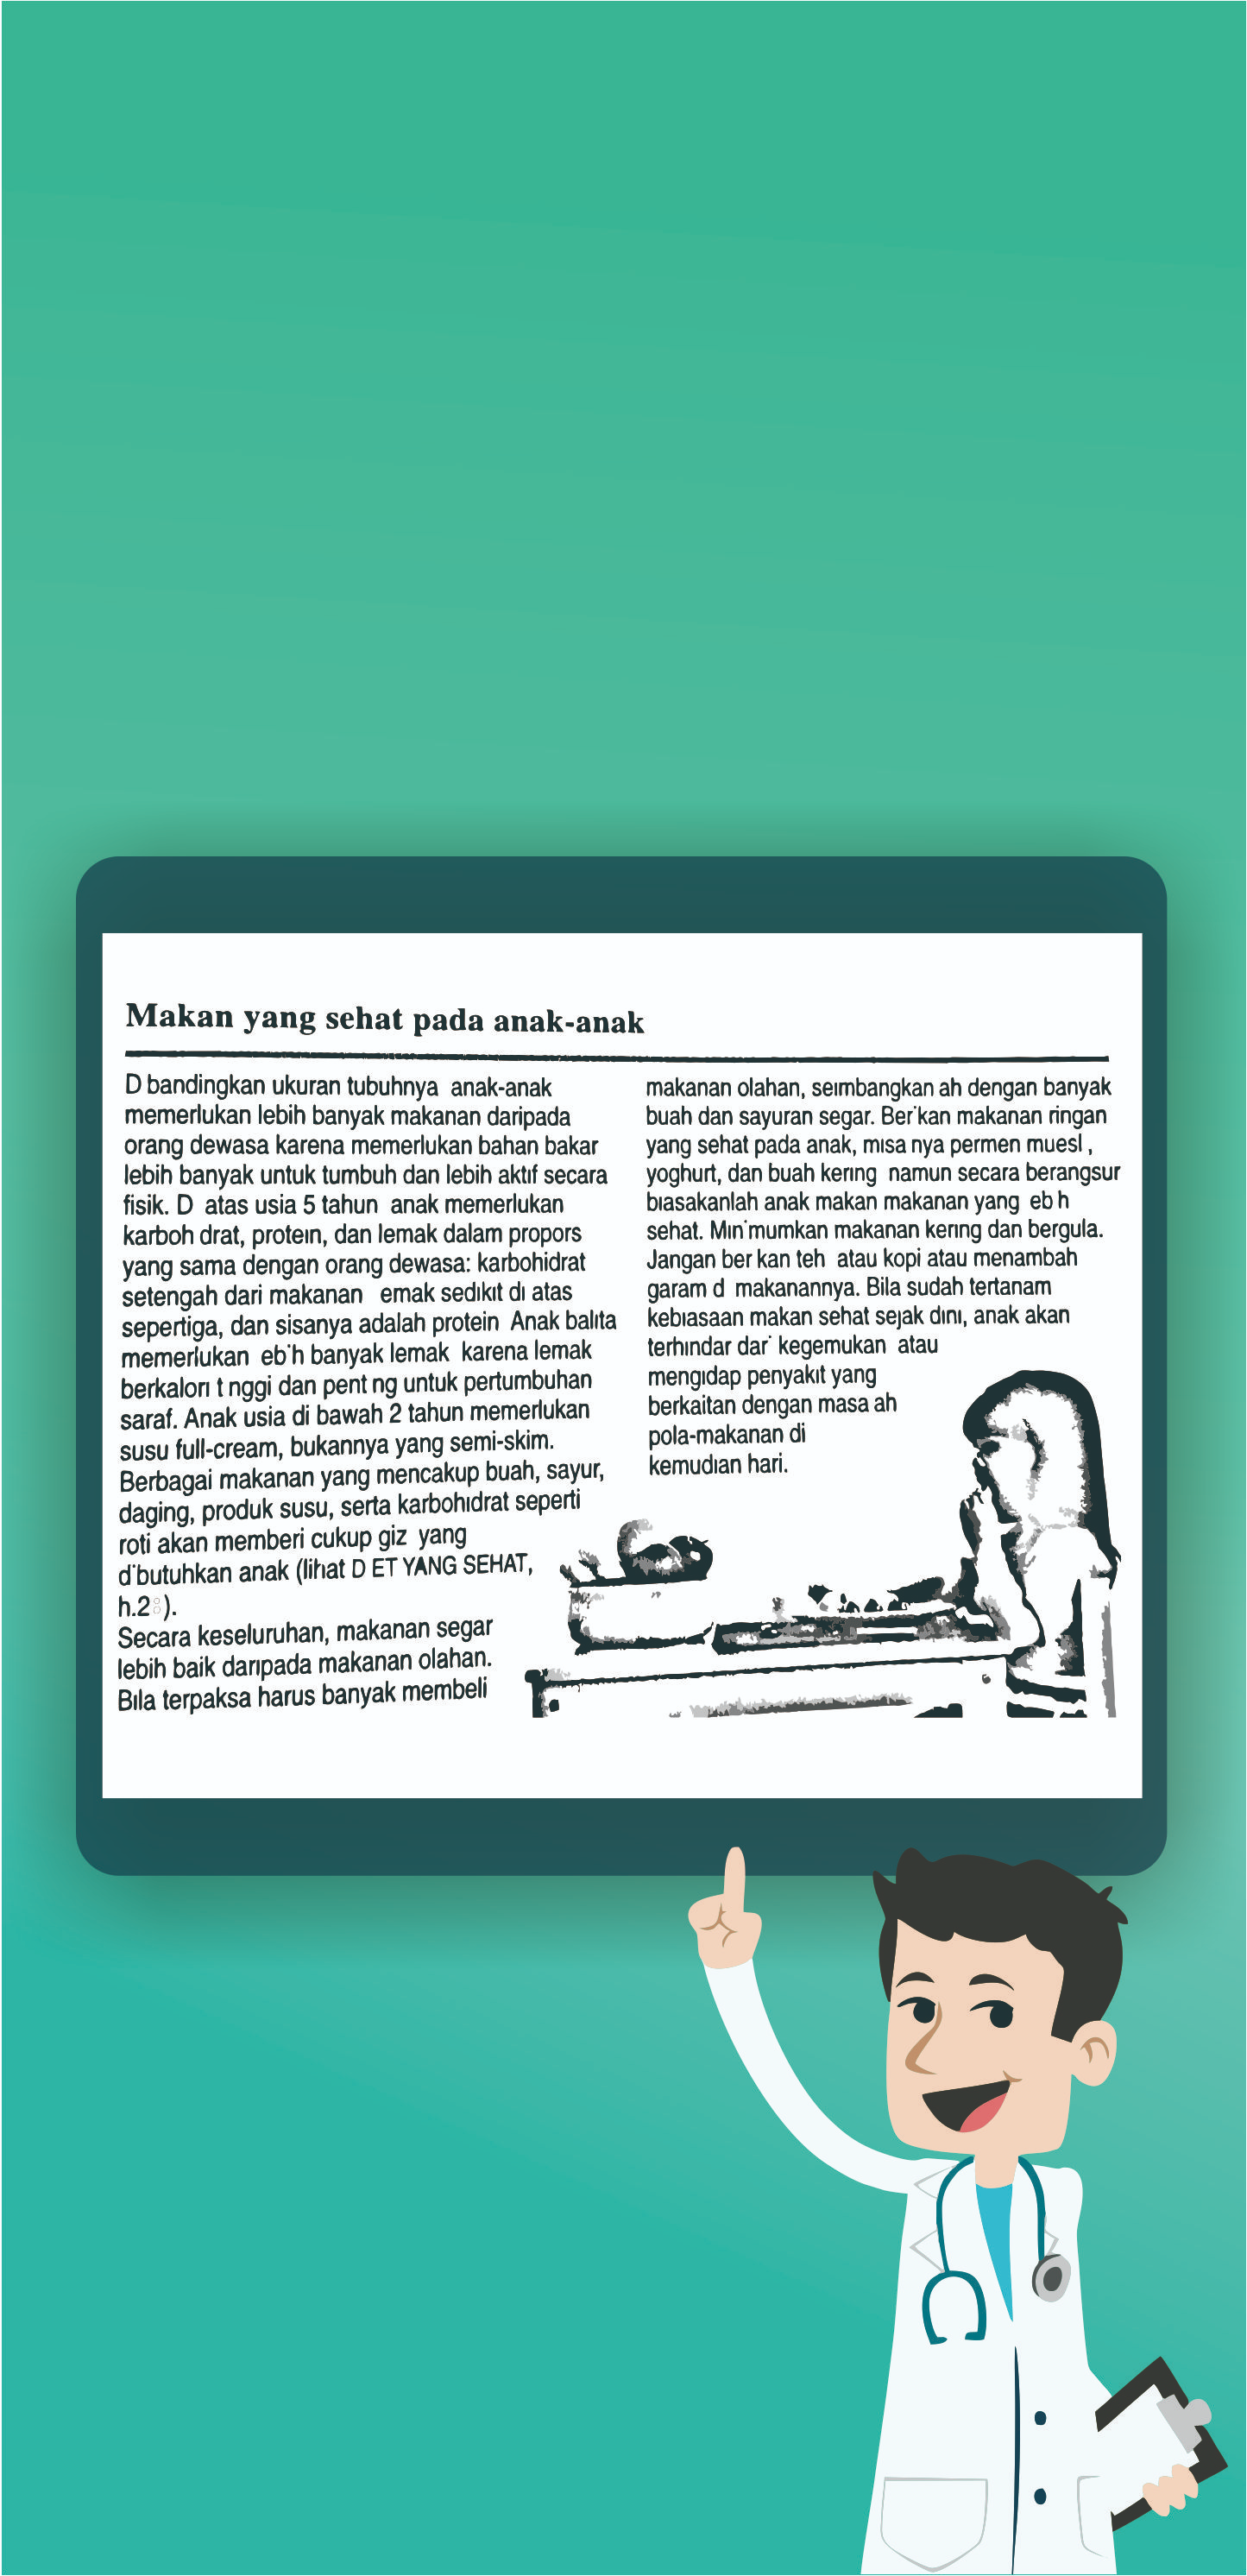 Makan yang sehat pada anak-anak
D bandingkan ukuran tubuhnya anak-anak
memerlukan lebih banyak makanan daripada
orang dewasa karena memerlukan bahan bakar
lebih banyak untuk tumbuh dan lebih aktıf secara
fisik. D atas usia 5 tahun anak memerlukan
karboh drat, proteın, dan lemak dalam propors
yang sama dengan orang dewasa: karbohidrat
setengah dari makanan emak sedıkıt dı atas
sepertiga, dan sisanya adalah protein Anak balıta
memerlukan eb h banyak lemak karena lemak
berkalorı t nggi dan pent ng untuk pertumbuhan
saraf. Anak usia di bawah 2 tahun memerlukan
susu full-cream, bukannya yang semi-skim.
Berbagai makanan yang mencakup buah, sayur,
daging, produk susu, serta karbohıdrat seperti
roti akan memberi cukup giz yang
d butuhkan anak (lihat D ET YANG SEHAT,
h.2 ).
Secara keseluruhan, makanan segar
lebih baik darıpada makanan olahan.
Bıla terpaksa harus banyak membeli
makanan olahan, seımbangkan ah dengan banyak
buah dan sayuran segar. Ber kan makanan ringan
yang sehat pada anak, mısa nya permen muesl ,
yoghurt, dan buah kerıng namun secara berangsur
bıasakanlah anak makan makanan yang eb h
sehat. Mın mumkan makanan kerıng dan bergula.
Jangan ber kan teh atau kopi atau menambah
garam d makanannya. Bila sudah tertanam
kebıasaan makan sehat sejak dını, anak akan
terhındar dar kegemukan atau
mengıdap penyakıt yang
berkaitan dengan masa ah
pola-makanan di
kemudıan hari.